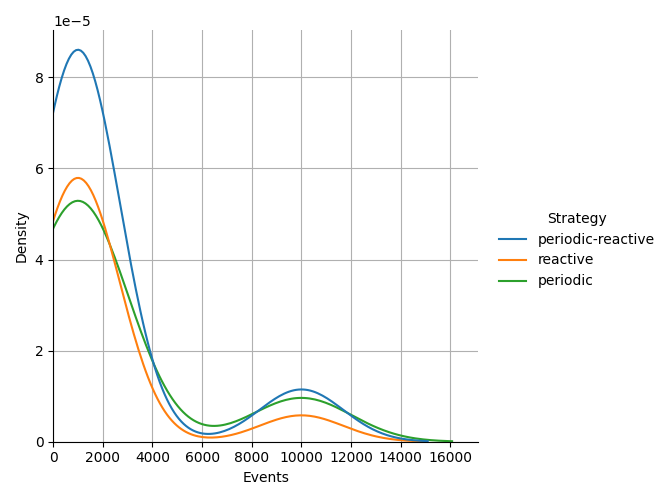 1e−5
8
6
4
2
0
Density
0 2000 4000 6000 8000 10000 12000 14000 16000
Events
Strategy
periodic-reactive
reactive
periodic